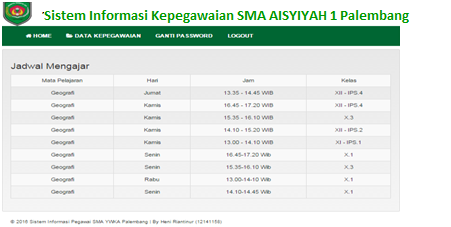 'Sistem Informasi Kepegawaian SMA AISYIYAH 1 Palembang
HOME DATA KEPEGAWAIAN GANTI PASSWORD LOGOUT
Jadwal Mengajar
Mata Pelajaran Hari Jam Kelas
Geografi Jumat 13.35 - 14.45 WIB XII - IPS.4
Geografi Kamis 16.45 - 17.20 WIB XII - IPS.4
Geografi Kamis 15.35 - 16.10 WIB X.3
Geografi Kamis 14.10 - 15.20 WIB XII - IPS.2
Geografi Kamis 13.00 - 14.10 WIB XI - IPS.1
Geografi Senin 16.45-17.20 Wib X.1
Geografi Senin 15.35-16.10 Wib X.3
Geografi Rabu 13.00-14-10 Wib X.1
Geografi Senin 14.10-14.45 Wib X.1
© 2016 Sistem Informasi Pegawai SMA YWKA Palembang | By Heni Riantinur (12141159)